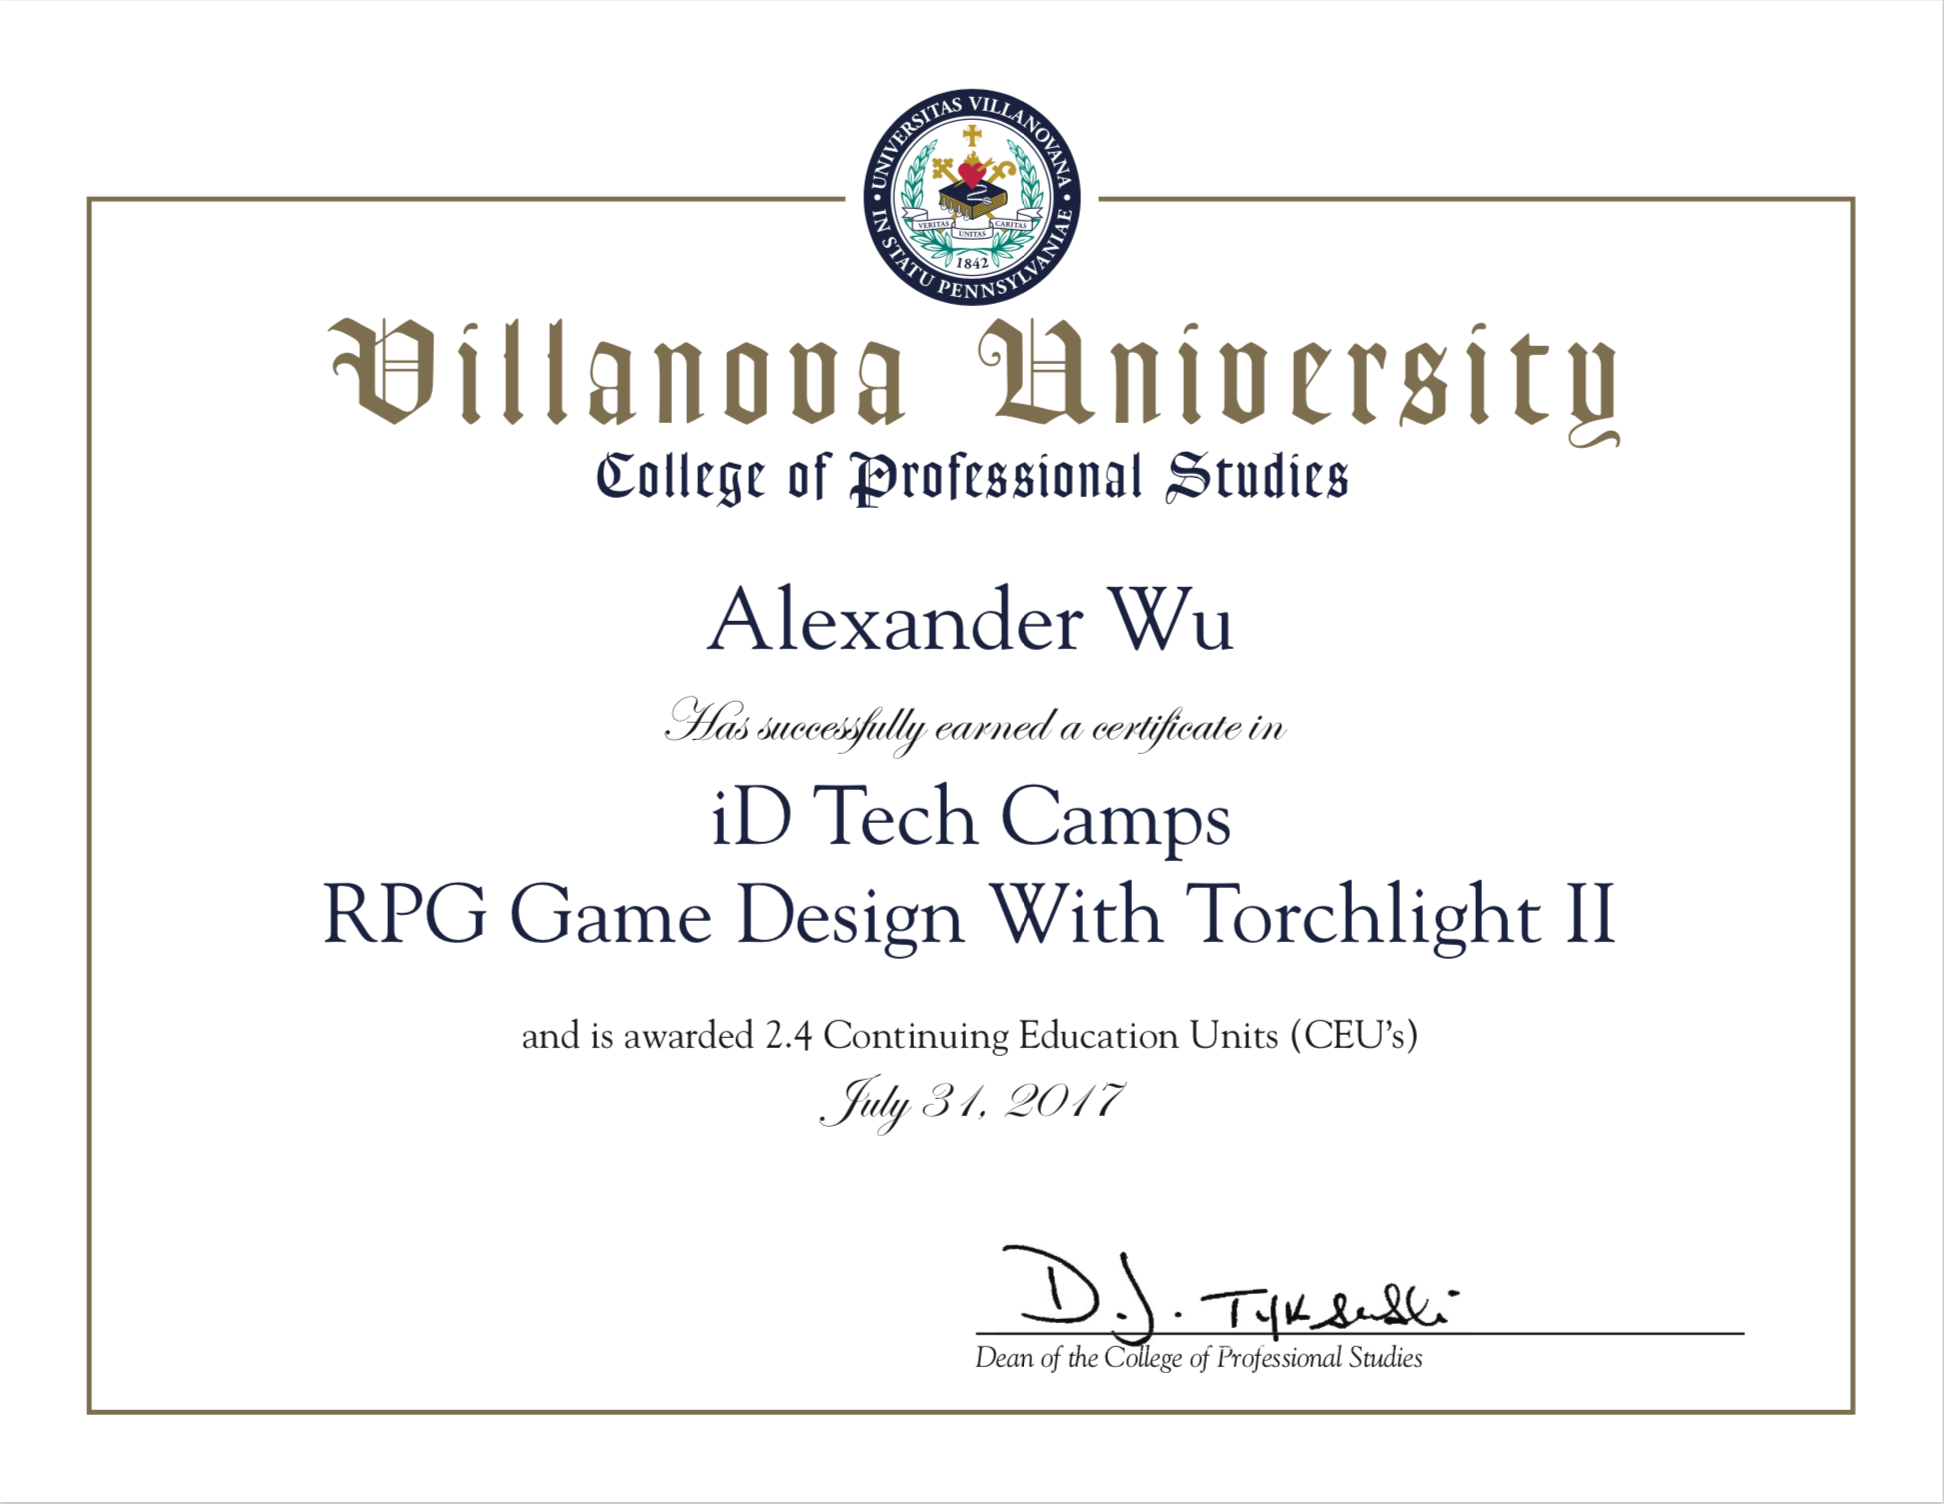 UNIVERSITAS VILLANOVANA
IN STATU PENNSYLVANIAE
VERITAS
UNITAS
CARITAS
1842
Villanova University
College of Professional Studies
Alexander Wu
Has successfully earned a certificate in
iD Tech Camps
RPG Game Design With Torchlight II
and is awarded 2.4 Continuing Education Units (CEU's)
July 31, 2017
D.J. Tyksenski
Dean of the College of Professional Studies